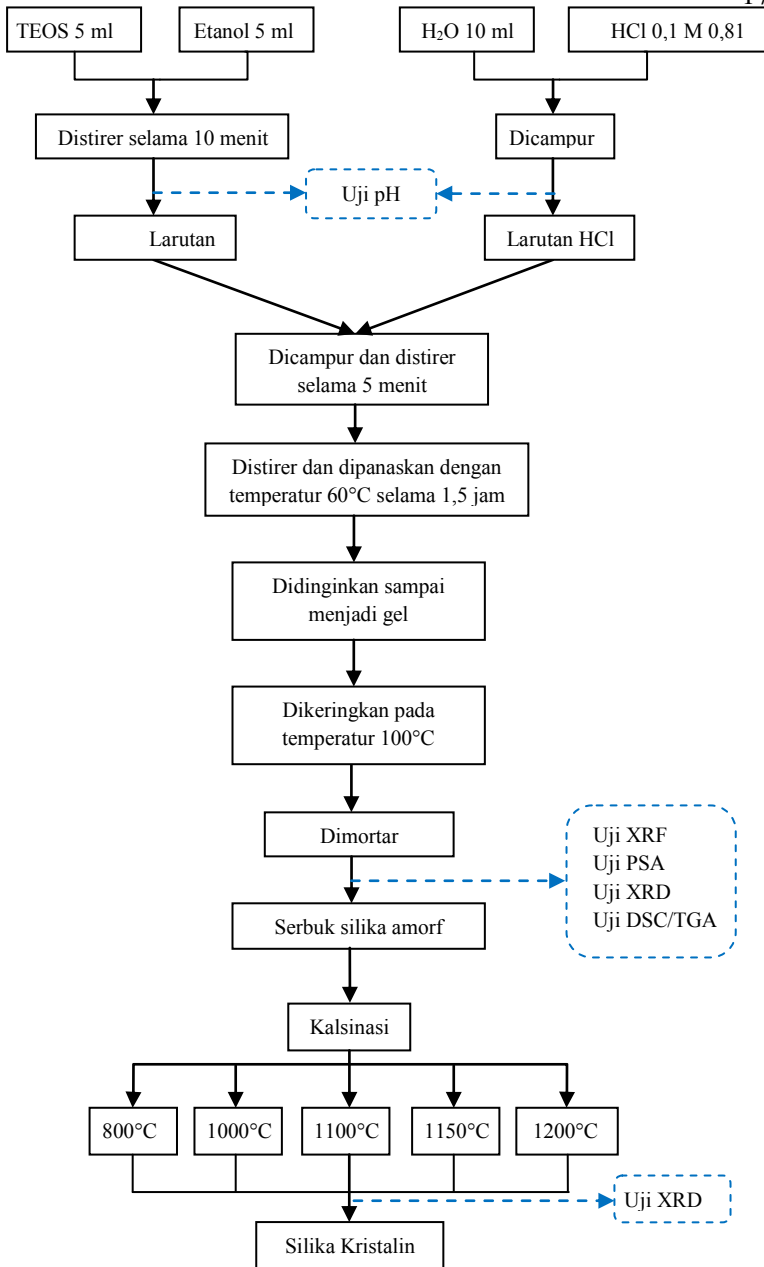 TEOS 5 ml
Etanol 5 ml
H₂O 10 ml
HCl 0,1 M 0,81
Distirer selama 10 menit
Dicampur
Uji pH
Larutan
Larutan HCl
Dicampur dan distirer
selama 5 menit
Distirer dan dipanaskan dengan
temperatur 60°C selama 1,5 jam
Didinginkan sampai
menjadi gel
Dikeringkan pada
temperatur 100°C
Dimortar
Uji XRF
Uji PSA
Uji XRD
Uji DSC/TGA
Serbuk silika amorf
Kalsinasi
800°C
1000°C
1100°C
1150°C
1200°C
Uji XRD
Silika Kristalin